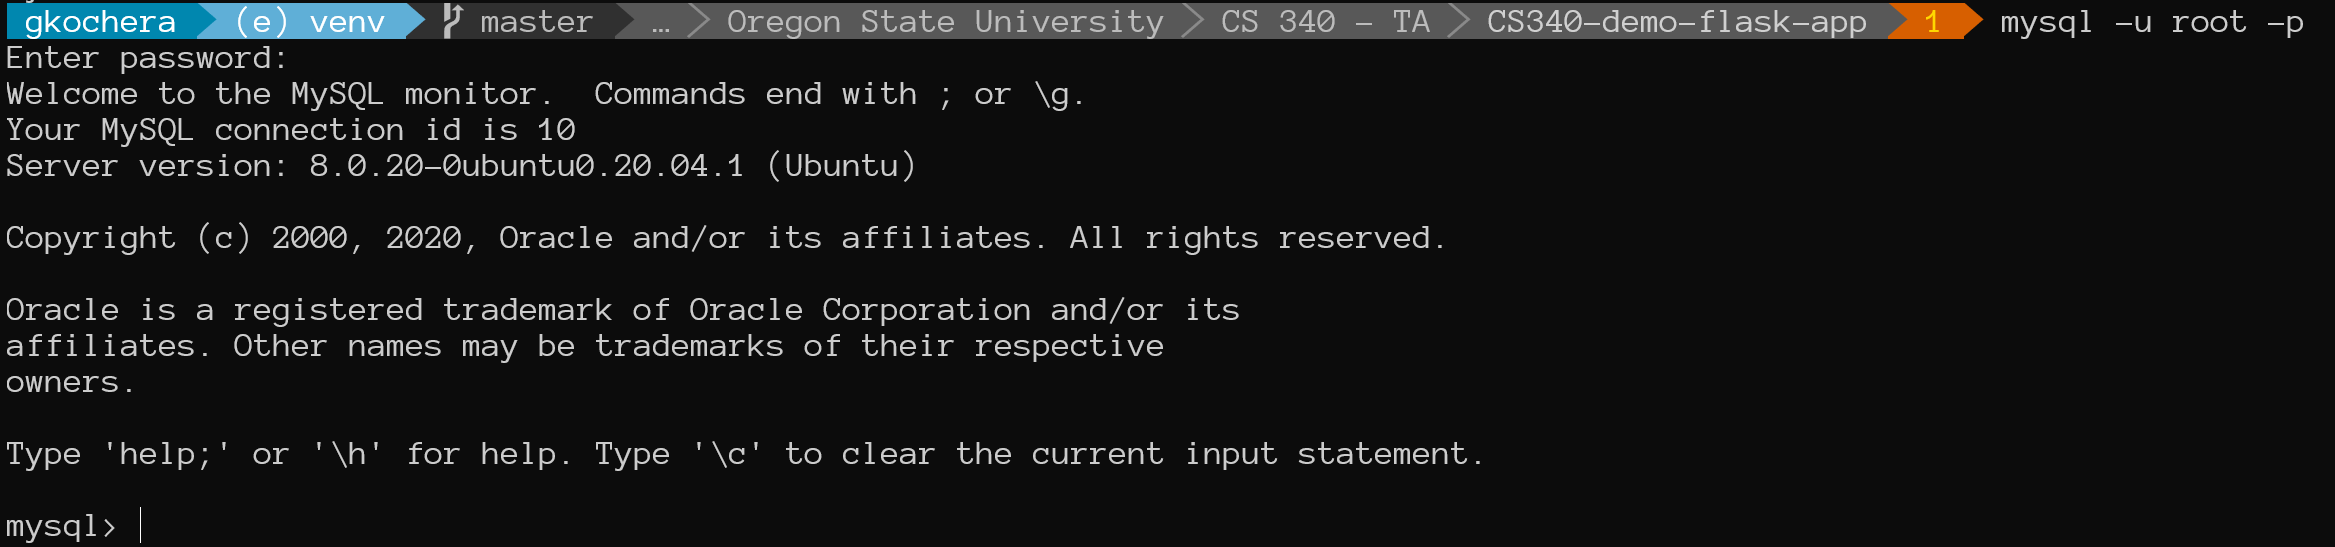 gkochera (e) venv master … Oregon State University CS 340 - TA CS340-demo-flask-app 1 mysql -u root -p
Enter password:
Welcome to the MySQL monitor.  Commands end with ; or \g.
Your MySQL connection id is 10
Server version: 8.0.20-0ubuntu0.20.04.1 (Ubuntu)
Copyright (c) 2000, 2020, Oracle and/or its affiliates. All rights reserved.
Oracle is a registered trademark of Oracle Corporation and/or its
affiliates. Other names may be trademarks of their respective
owners.
Type 'help;' or '\h' for help. Type '\c' to clear the current input statement.
mysql>